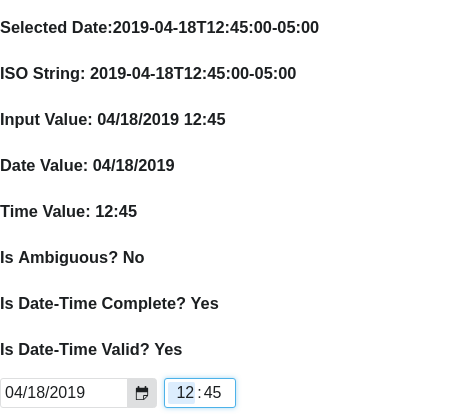 Selected Date:2019-04-18T12:45:00-05:00
ISO String: 2019-04-18T12:45:00-05:00
Input Value: 04/18/2019 12:45
Date Value: 04/18/2019
Time Value: 12:45
Is Ambiguous? No
Is Date-Time Complete? Yes
Is Date-Time Valid? Yes
04/18/2019 12:45